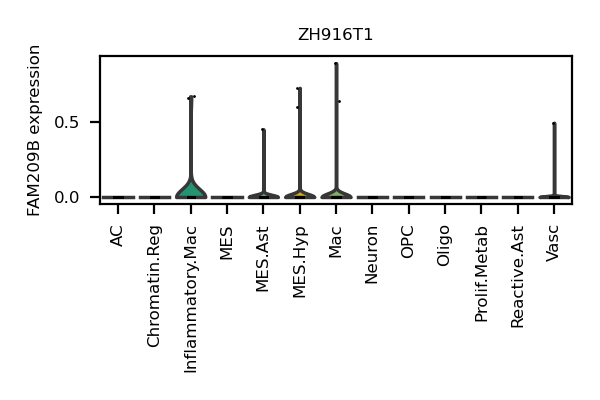 ZH916T1
FAM209B expression
0.5
0.0
AC
Chromatin.Reg
Inflammatory.Mac
MES
MES.Ast
MES.Hyp
Mac
Neuron
OPC
Oligo
Prolif.Metab
Reactive.Ast
Vasc